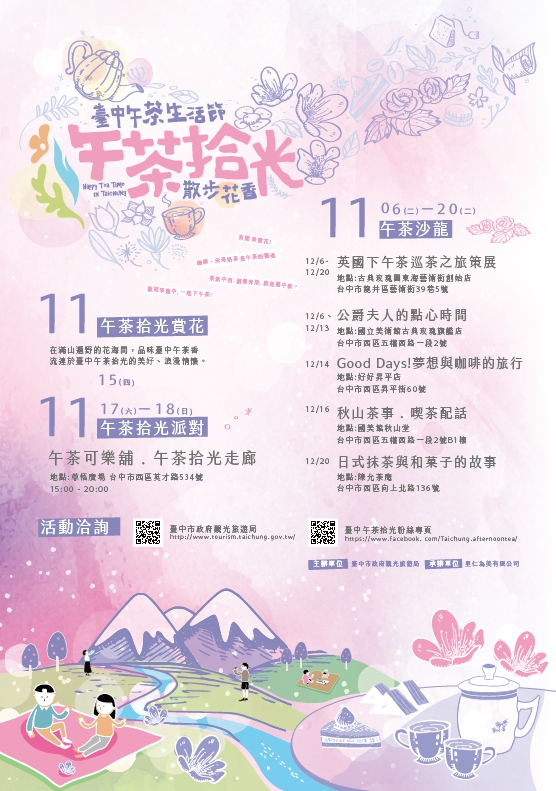 臺中午茶生活節
午茶拾光
Happy Tea Time
in Taichung
散步花香
11
午茶拾光賞花
在滿山遍野的花海間，品味臺中午茶香
流逝於臺中午茶拾光的美好、浪漫情懷。
15(四)
11 17(六)－18(日)
午茶拾光派對
午茶可樂舖．午茶拾光走廊
地點:草悟廣場 台中市西區英才路534號
15:00 - 20:00
11 06(二)－20(二)
午茶沙龍
12/6-
12/20
英國下午茶巡茶之旅策展
地點:古典玫瑰園東海藝術街創始店
台中市龍井區藝術街39巷5號
12/6、
12/13
公爵夫人的點心時間
地點:國立美術館古典玫瑰旗艦店
台中市西區五權西路一段2號
12/14 Good Days!夢想與咖啡的旅行
地點:好好昇平店
台中市西區昇平街60號
12/16 秋山茶事．喫茶配話
地點:國美館秋山堂
台中市西區五權西路一段2號B1樓
12/20 日式抹茶與和菓子的故事
地點:陳允茶庵
台中市西區向上北路136號
活動洽詢
臺中市政府觀光旅遊局
http://www.tourism.taichung.gov.tw/
臺中午茶拾光粉絲專頁
https://www.facebook. com/Taichung.afternoontea/
主辦單位 臺中市政府觀光旅遊局 承辦單位 里仁為美有限公司